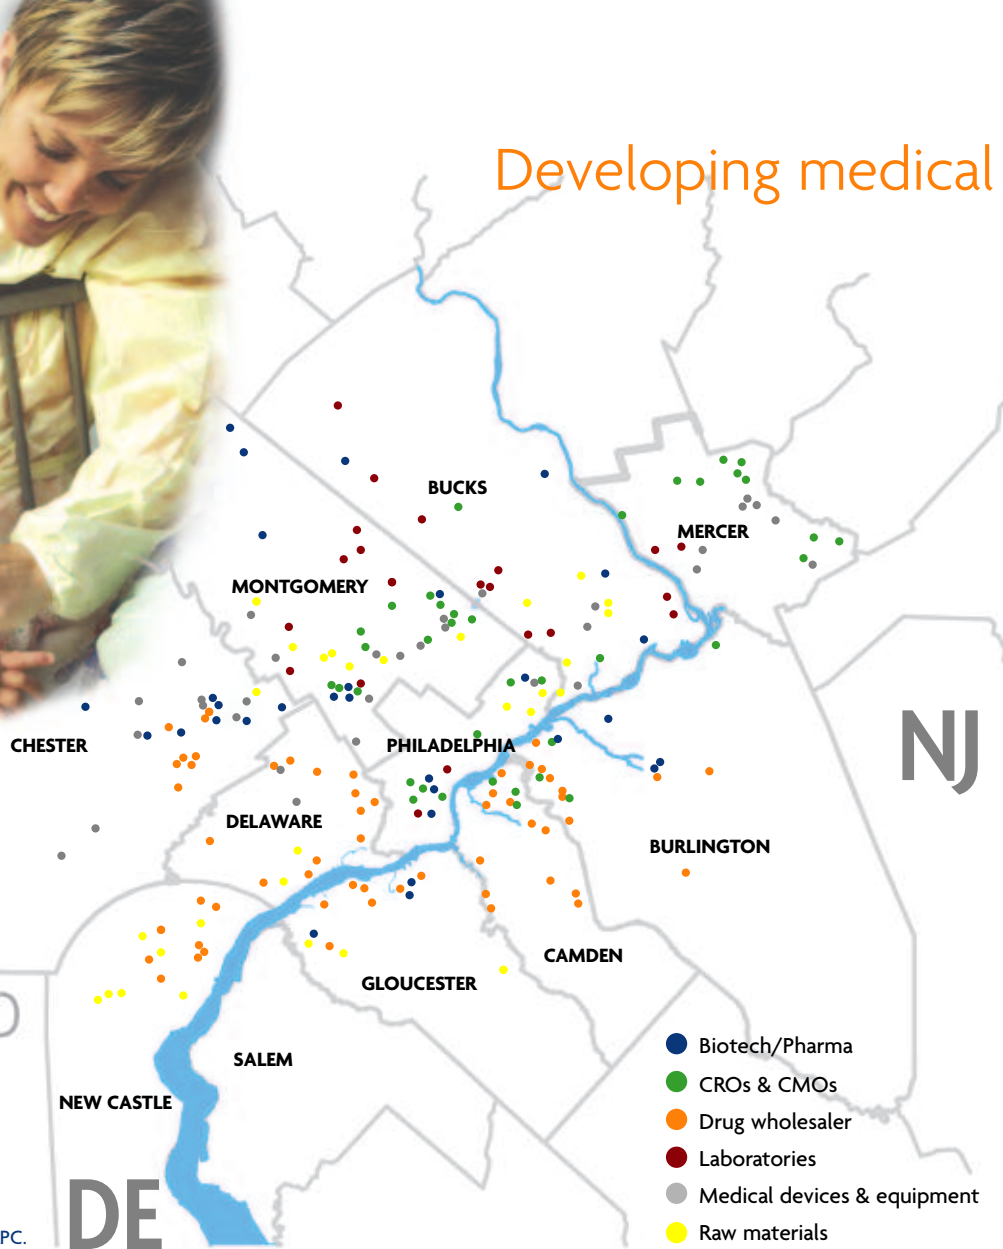 Developing medical
BUCKS
MERCER
MONTGOMERY
NJ
CHESTER
PHILADELPHIA
DELAWARE
BURLINGTON
CAMDEN
GLOUCESTER
SALEM
NEW CASTLE
DE
PC.
Biotech/Pharma
CROs & CMOs
Drug wholesaler
Laboratories
Medical devices & equipment
Raw materials